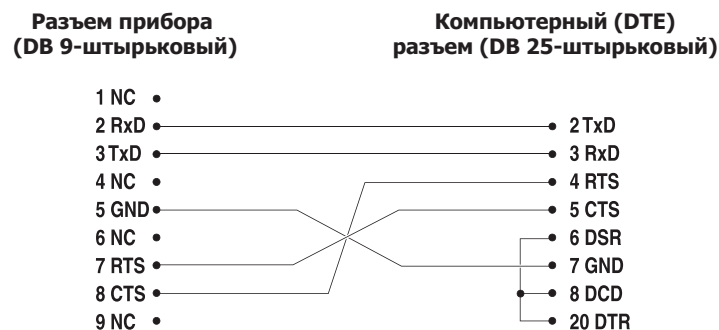 Разъем прибора
(DB 9-штырьковый)
Компьютерный (DTE)
разъем (DB 25-штырьковый)
1 NC
2 RxD
2 TxD
3 TxD
3 RxD
4 NC
4 RTS
5 GND
5 CTS
6 NC
6 DSR
7 RTS
7 GND
8 CTS
8 DCD
9 NC
20 DTR